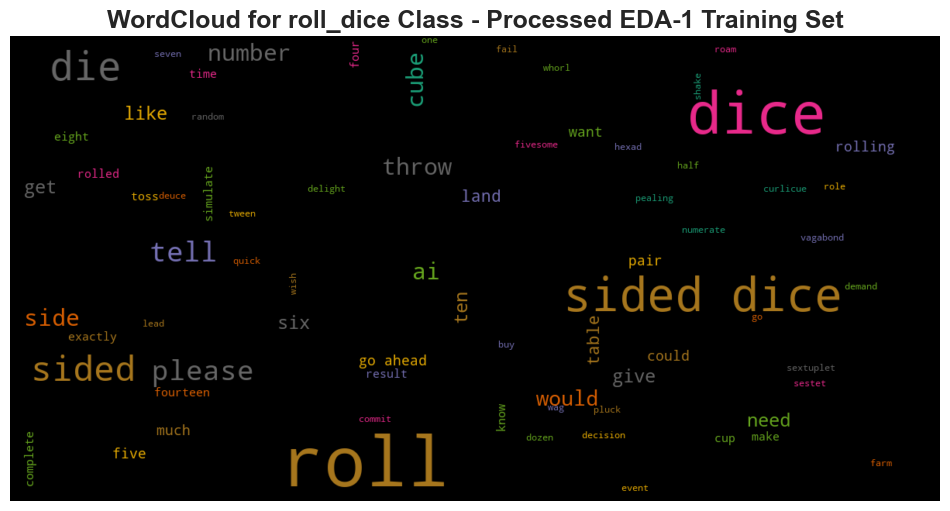 WordCloud for roll_dice Class - Processed EDA-1 Training Set
one
seven
die
number
four
fail
roam
time
cube
whorl
shake
dice
like
random
eight
want
fivesome
hexad
rolling
throw
half
rolled
get
simulate
delight
land
curlicue
role
toss
deuce
pealing
tween
numerate
vagabond
tell
quick
ai
pair
wish
ten
sided dice
demand
side
lead
six
go
exactly
table
buy
sided
please
go ahead
result
could
give
sextuplet
sestet
fourteen
would
wag
pluck
commit
know
need
much
dozen
decision
cup
make
complete
five
roll
farm
event